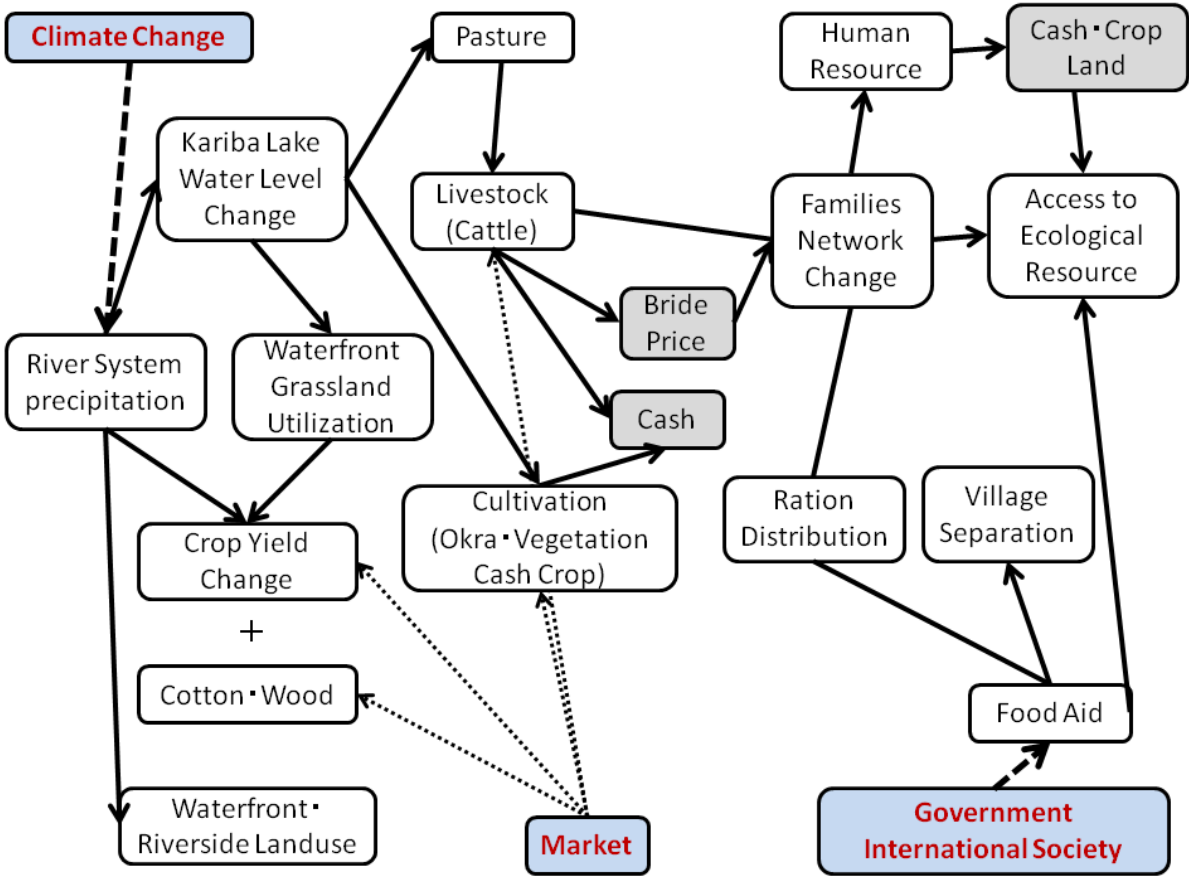 Climate Change
Pasture
Human
Resource
Cash・Crop
Land
Kariba Lake
Water Level
Change
Livestock
(Cattle)
Families
Network
Change
Access to
Ecological
Resource
Bride
Price
River System
precipitation
Waterfront
Grassland
Utilization
Cash
Cultivation
(Okra・Vegetation
Cash Crop)
Ration
Distribution
Village
Separation
Crop Yield
Change
+
Cotton・Wood
Food Aid
Waterfront・
Riverside Landuse
Market
Government
International Society